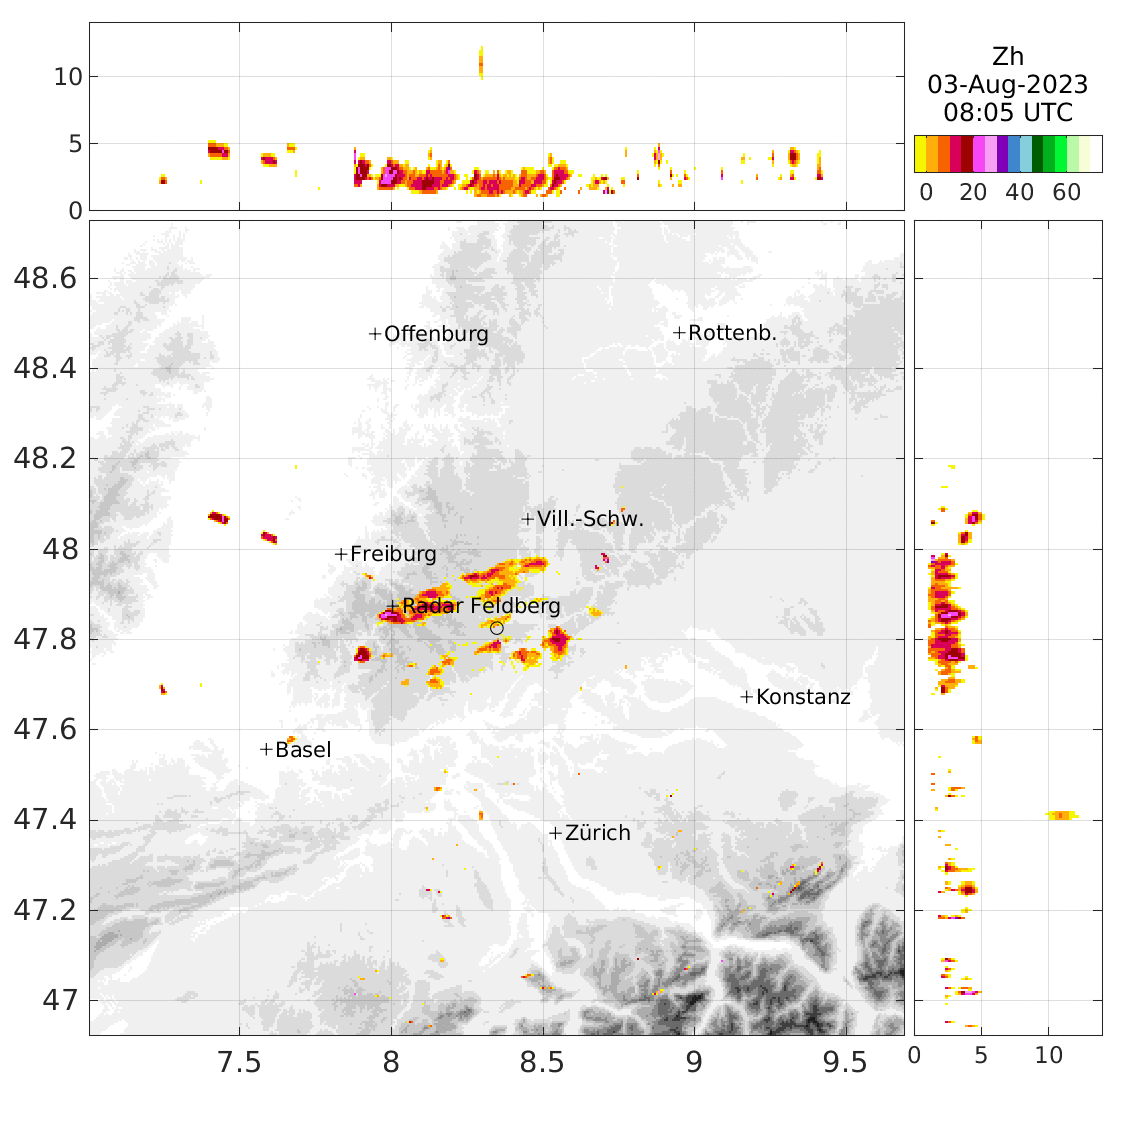 10
5
0
Zh
03-Aug-2023
08:05 UTC
0 20 40 60
48.6
48.4
48.2
48
47.8
47.6
47.4
47.2
47
+Offenburg
+Rottenb.
+Vill.-Schw.
+Freiburg
+Radar Feldberg
+Konstanz
+Basel
+Zürich
7.5 8 8.5 9 9.5
0 5 10